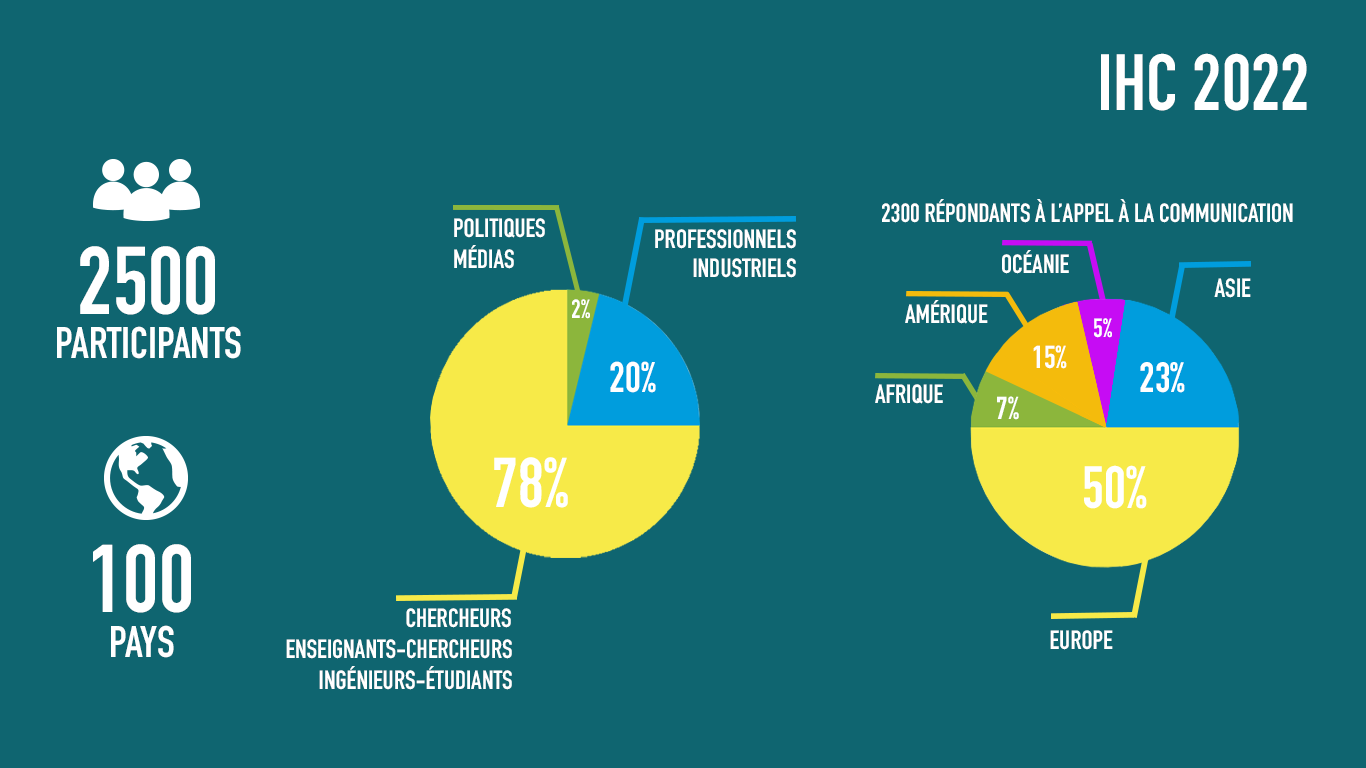 IHC 2022
2500
PARTICIPANTS
100
PAYS
POLITIQUES
MÉDIAS
PROFESSIONNELS
INDUSTRIELS
2%
20%
78%
CHERCHEURS
ENSEIGNANTS-CHERCHEURS
INGÉNIEURS-ÉTUDIANTS
2300 RÉPONDANTS À L'APPEL À LA COMMUNICATION
OCÉANIE
ASIE
AMÉRIQUE
AFRIQUE
5%
15%
23%
7%
50%
EUROPE